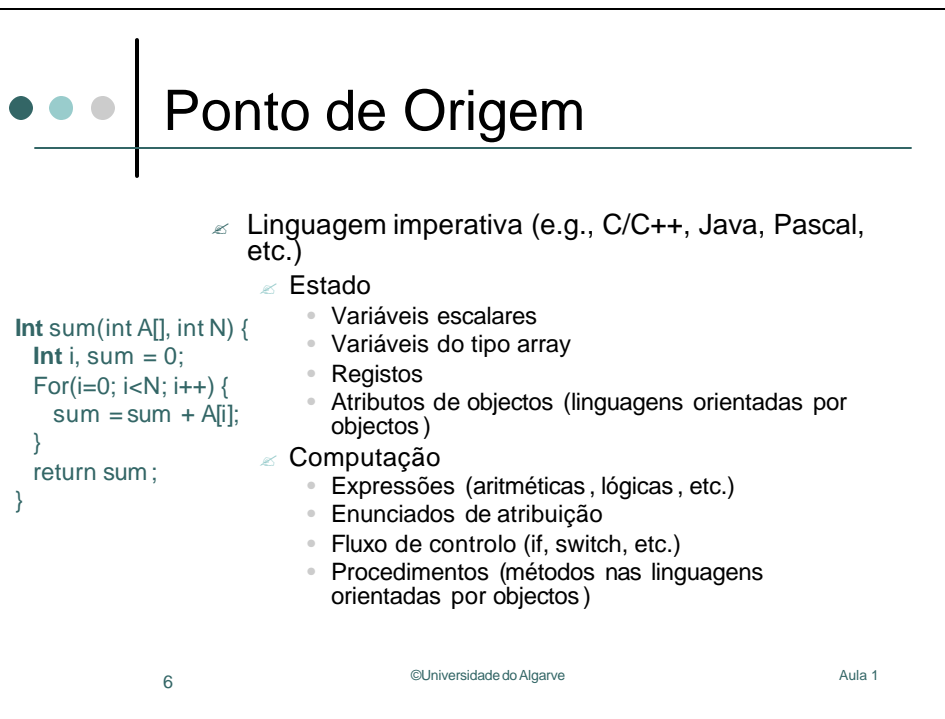 Ponto de Origem
Linguagem imperativa (e.g., C/C++, Java, Pascal,
etc.)
Estado
Variáveis escalares
Variáveis do tipo array
Registos
Atributos de objectos (linguagens orientadas por
objectos)
Computação
Expressões (aritméticas, lógicas, etc.)
Enunciados de atribuição
Fluxo de controlo (if, switch, etc.)
Procedimentos (métodos nas linguagens
orientadas por objectos)
Int sum(int A[], int N) {
Int i, sum = 0;
For(i=0; i<N; i++) {
sum = sum + A[i];
}
return sum;
}
6
©Universidade do Algarve
Aula 1